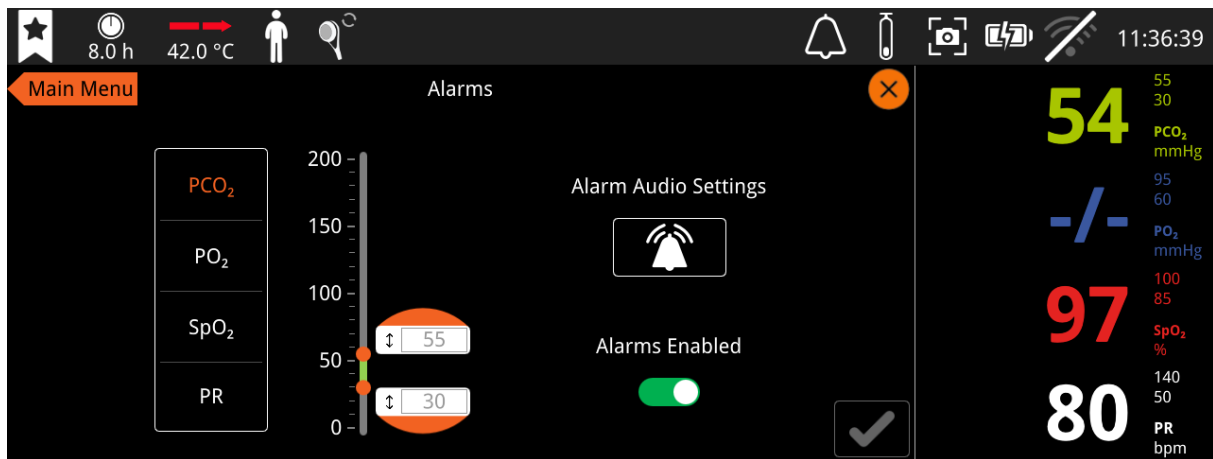 8.0 h
42.0 °C
11:36:39
Main Menu
Alarms
PCO₂
PO₂
SpO₂
PR
200
150
100
50
0
55
30
Alarm Audio Settings
Alarms Enabled
54
55
30
PCO₂
mmHg
-/-
95
60
PO₂
mmHg
97
100
85
SpO₂
%
80
140
50
PR
bpm